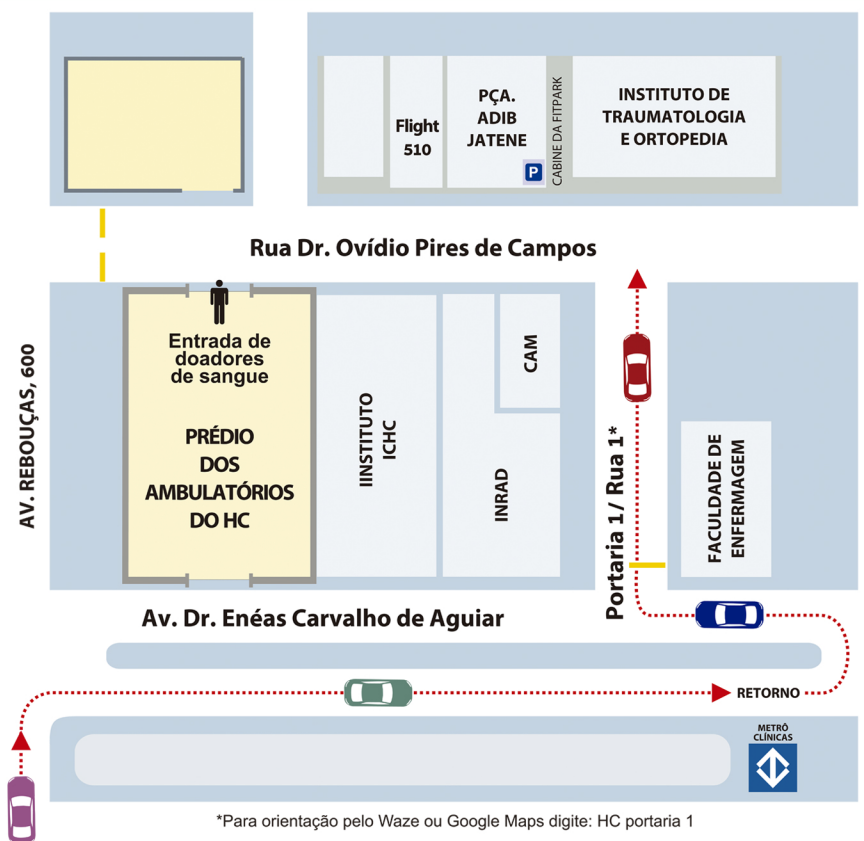 Flight
510
PÇA.
ADIB
JATENE
P
CABINE DA FITPARK
INSTITUTO DE
TRAUMATOLOGIA
E ORTOPEDIA
Rua Dr. Ovídio Pires de Campos
AV. REBOUÇAS, 600
Entrada de
doadores
de sangue
PRÉDIO
DOS
AMBULATÓRIOS
DO HC
IINSTITUTO
ICHC
INRAD
CAM
Portaria 1/ Rua 1*
FACULDADE DE
ENFERMAGEM
Av. Dr. Enéas Carvalho de Aguiar
RETORNO
METRÔ
CLÍNICAS
*Para orientação pelo Waze ou Google Maps digite: HC portaria 1